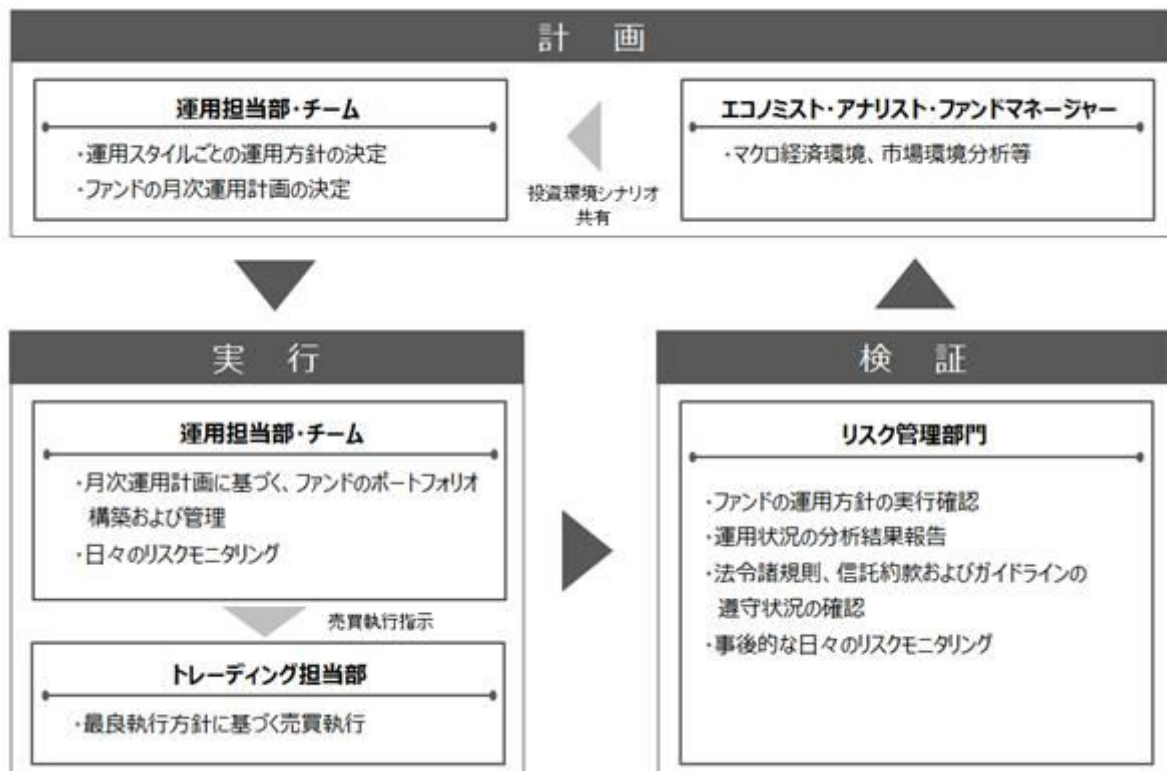 計 画
運用担当部・チーム
・運用スタイルごとの運用方針の決定
・ファンドの月次運用計画の決定
投資環境シナリオ
共有
エコノミスト・アナリスト・ファンドマネージャー
・マクロ経済環境、市場環境分析等
実 行
運用担当部・チーム
・月次運用計画に基づく、ファンドのポートフォリオ
構築および管理
・日々のリスクモニタリング
売買執行指示
トレーディング担当部
・最良執行方針に基づく売買執行
検 証
リスク管理部門
・ファンドの運用方針の実行確認
・運用状況の分析結果報告
・法令諸規則、信託約款およびガイドラインの
遵守状況の確認
・事後的な日々のリスクモニタリング